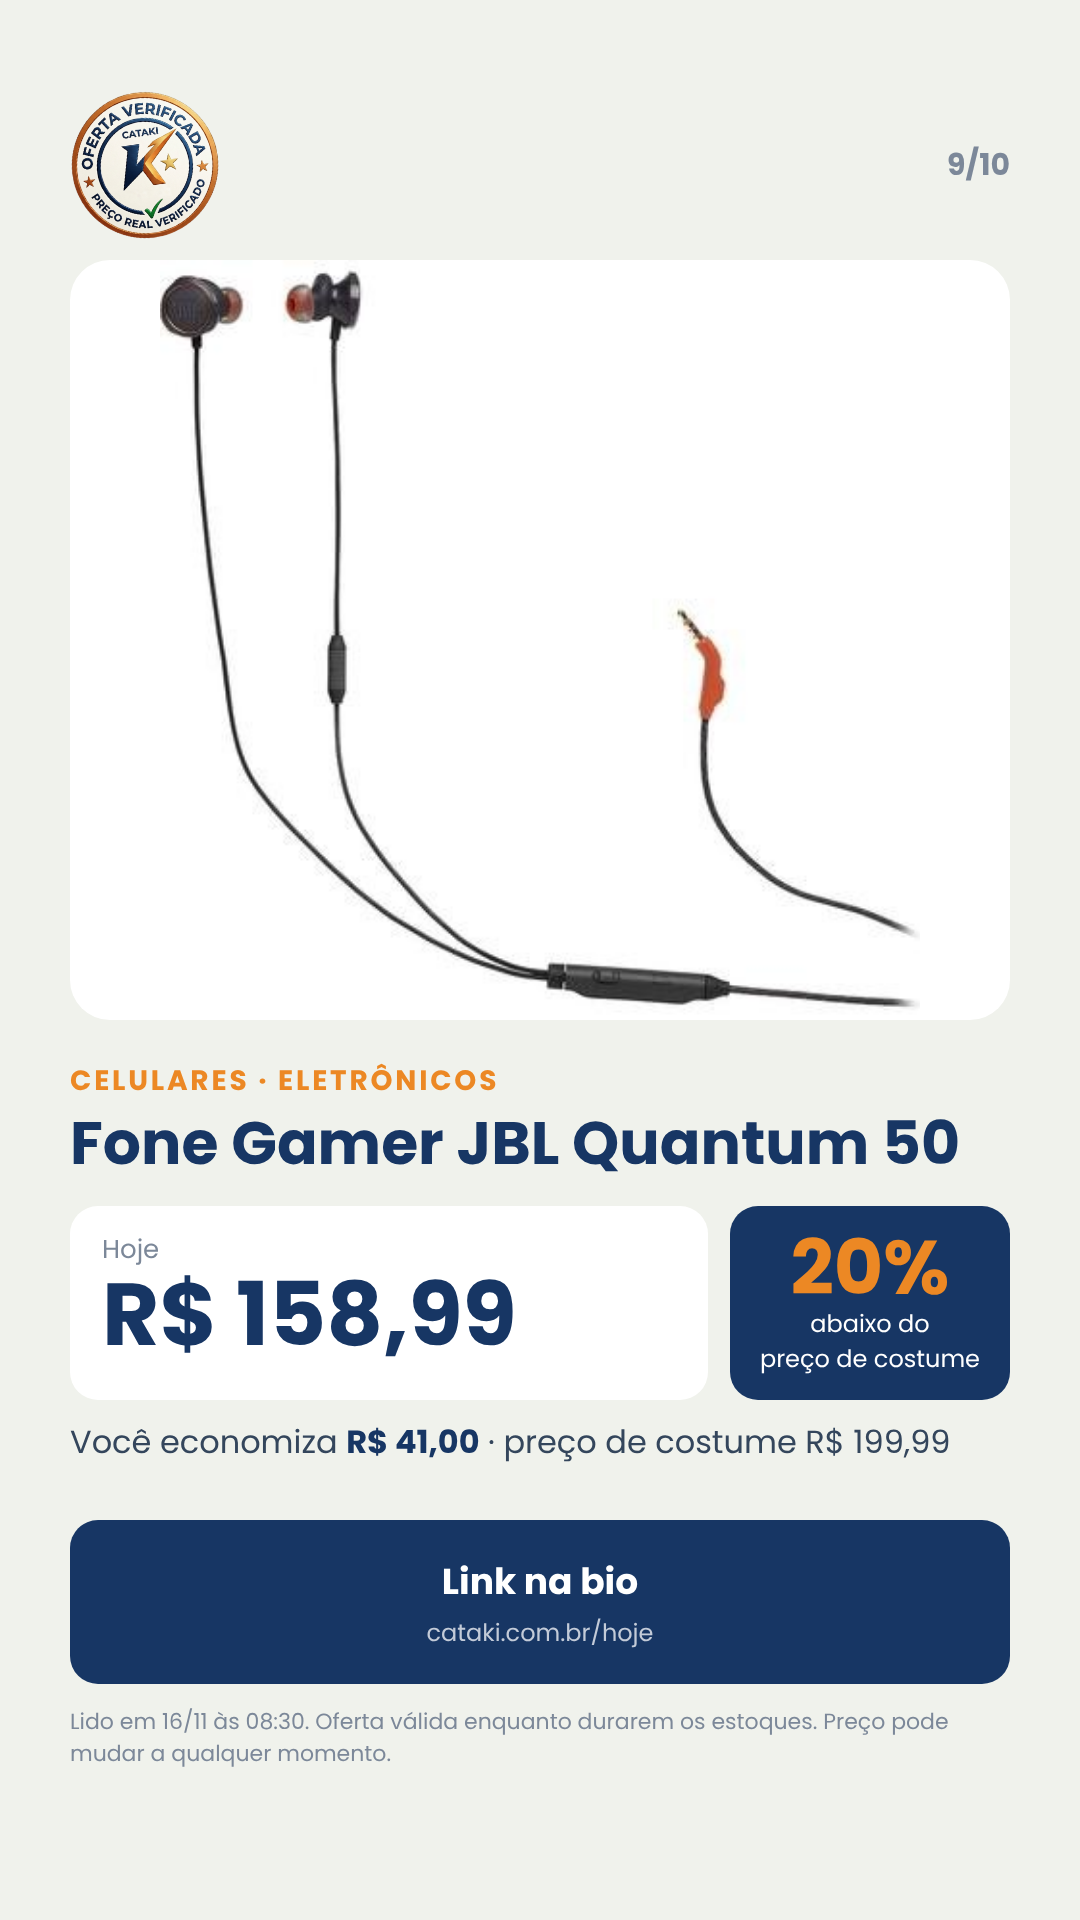 OFERTA VERIFICADA
CATAKI
PREÇO REAL VERIFICADO
9/10
CELULARES · ELETRÔNICOS
Fone Gamer JBL Quantum 50
Hoje
R$ 158,99
20%
abaixo do
preço de costume
Você economiza R$ 41,00 · preço de costume R$ 199,99
Link na bio
cataki.com.br/hoje
Lido em 16/11 às 08:30. Oferta válida enquanto durarem os estoques. Preço pode
mudar a qualquer momento.